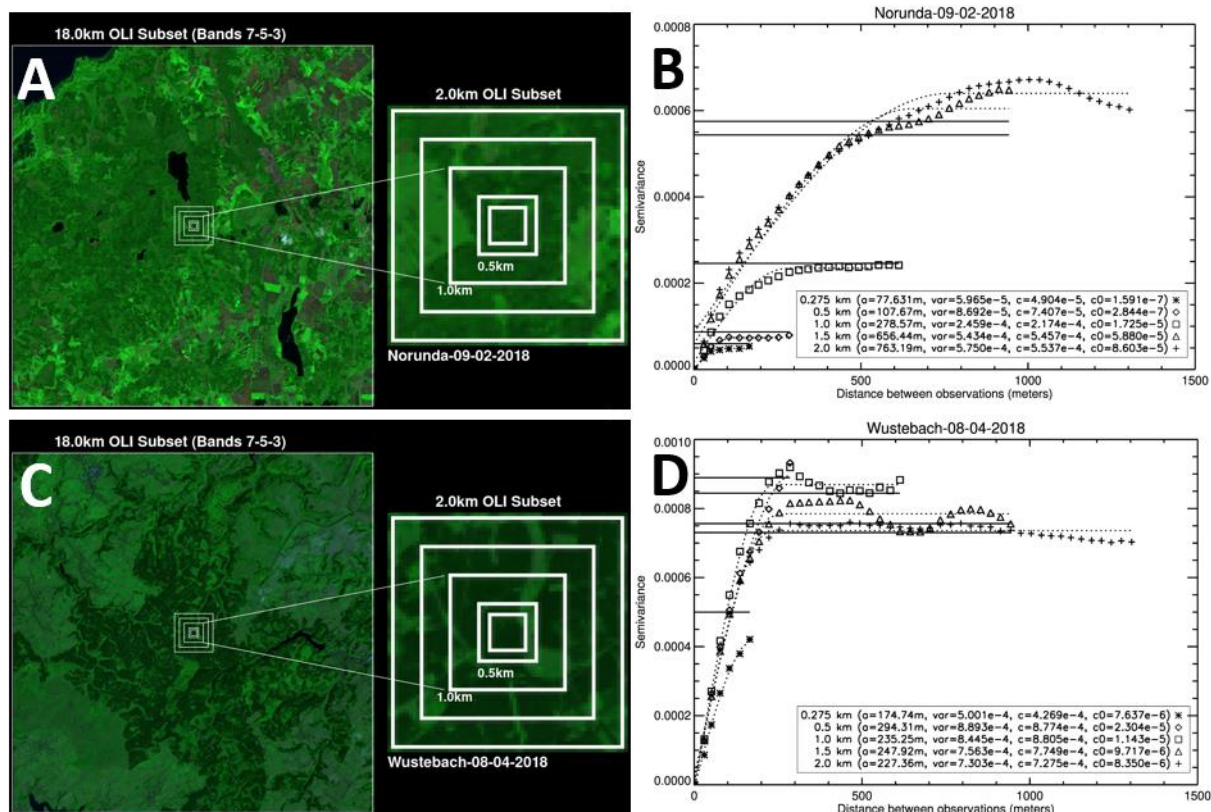 A
18.0km OLI Subset (Bands 7-5-3)
2.0km OLI Subset
0.5km
1.0km
Norunda-09-02-2018
B
Norunda-09-02-2018
0.0008
0.0006
0.0004
0.0002
0.0000
Semivariance
0.275 km (a=77.631m, var=5.965e-5, c=4.904e-5, c0=1.591e-7)
0.5 km (a=107.67m, var=8.692e-5, c=7.407e-5, c0=2.844e-7)
1.0 km (a=278.57m, var=2.459e-4, c=2.174e-4, c0=1.725e-5)
1.5 km (a=656.44m, var=5.434e-4, c=5.457e-4, c0=5.880e-5)
2.0 km (a=763.19m, var=5.750e-4, c=5.537e-4, c0=8.603e-5)
0 500 1000 1500
Distance between observations (meters)
C
18.0km OLI Subset (Bands 7-5-3)
2.0km OLI Subset
0.5km
1.0km
Wustebach-08-04-2018
D
Wustebach-08-04-2018
0.0010
0.0008
0.0006
0.0004
0.0002
0.0000
Semivariance
0.275 km (a=174.74m, var=5.001e-4, c=4.269e-4, c0=7.637e-6)
0.5 km (a=294.31m, var=8.893e-4, c=8.774e-4, c0=2.304e-5)
1.0 km (a=235.25m, var=8.445e-4, c=8.805e-4, c0=1.143e-5)
1.5 km (a=247.92m, var=7.563e-4, c=7.749e-4, c0=9.717e-6)
2.0 km (a=227.36m, var=7.303e-4, c=7.275e-4, c0=8.350e-6)
0 500 1000 1500
Distance between observations (meters)